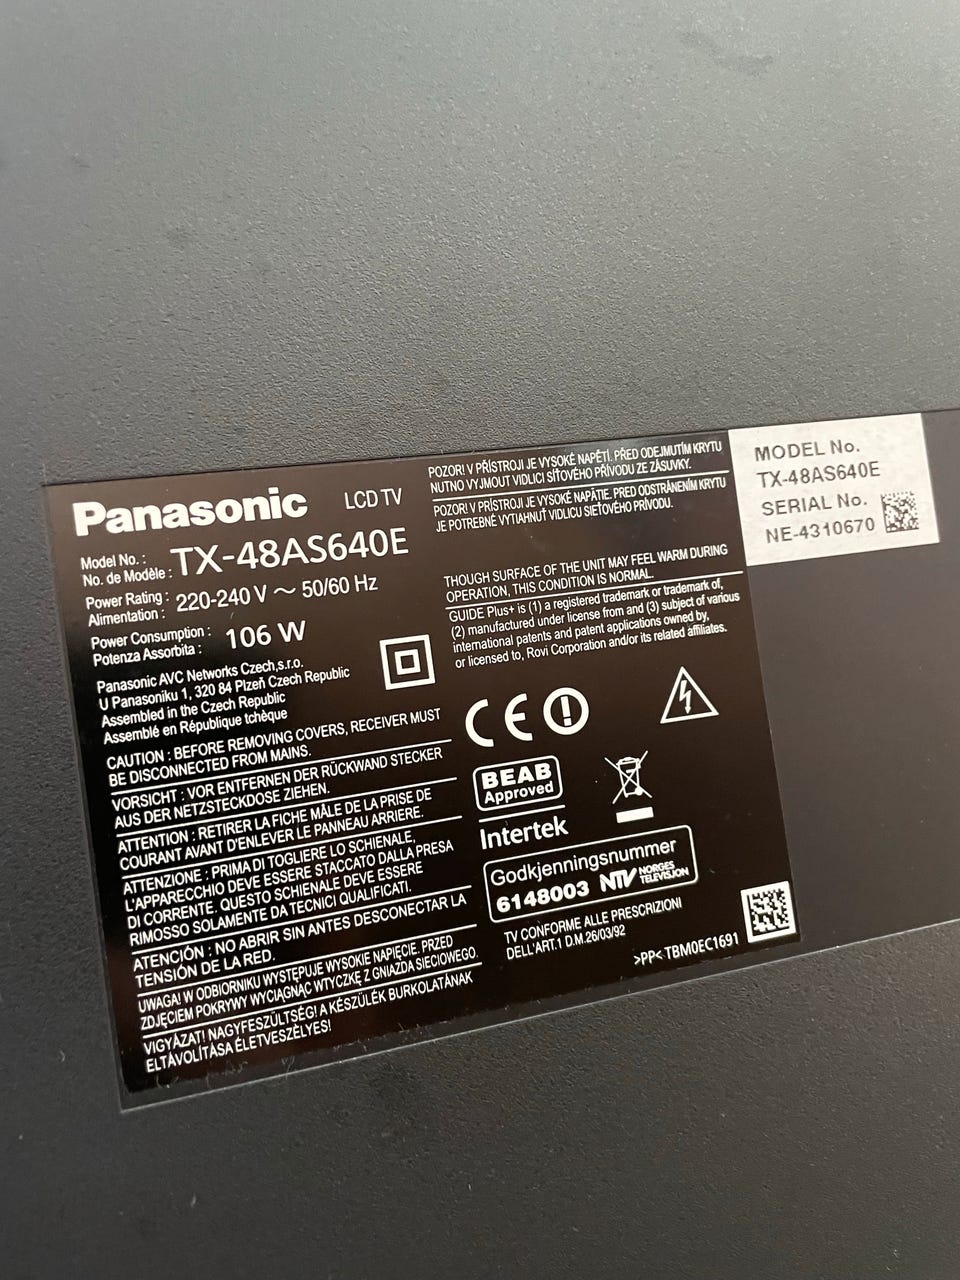 Panasonic LCD TV
Model No. :
No. de Modèle : TX-48AS640E
Power Rating :
Alimentation : 220-240 V ～ 50/60 Hz
Power Consumption :
Potenza Assorbita : 106 W
Panasonic AVC Networks Czech,s.r.o.
U Panasoniku 1, 320 84 Plzeň Czech Republic
Assembled in the Czech Republic
Assemblé en République tchèque
CAUTION : BEFORE REMOVING COVERS, RECEIVER MUST
BE DISCONNECTED FROM MAINS.
VORSICHT : VOR ENTFERNEN DER RÜCKWAND STECKER
AUS DER NETZSTECKDOSE ZIEHEN.
ATTENTION : RETIRER LA FICHE MÂLE DE LA PRISE DE
COURANT AVANT D'ENLEVER LE PANNEAU ARRIERE.
ATTENZIONE : PRIMA DI TOGLIERE LO SCHIENALE,
L'APPARECCHIO DEVE ESSERE STACCATO DALLA PRESA
DI CORRENTE. QUESTO SCHIENALE DEVE ESSERE
RIMOSSO SOLAMENTE DA TECNICI QUALIFICATI.
ATENCIÓN : NO ABRIR SIN ANTES DESCONECTAR LA
TENSIÓN DE LA RED.
UWAGA! W ODBIORNIKU WYSTĘPUJE WYSOKIE NAPIĘCIE. PRZED
ZDJĘCIEM POKRYWY WYCIĄGNĄĆ WTYCZKĘ Z GNIAZDA SIECIOWEGO.
VIGYÁZAT! NAGYFESZÜLTSÉG! A KÉSZÜLÉK BURKOLATÁNAK
ELTÁVOLÍTÁSA ÉLETVESZÉLYES!
POZOR! V PŘÍSTROJI JE VYSOKÉ NAPĚTÍ. PŘED ODEJMUTÍM KRYTU
NUTNO VYJMOUT VIDLICI SÍŤOVÉHO PŘÍVODU ZE ZÁSUVKY.
POZOR! V PRÍSTROJI JE VYSOKÉ NAPÄTIE. PRED ODSTRÁNENÍM KRYTU
JE POTREBNÉ VYTIAHNUŤ VIDLICU SIEŤOVÉHO PRÍVODU.
THOUGH SURFACE OF THE UNIT MAY FEEL WARM DURING
OPERATION, THIS CONDITION IS NORMAL.
GUIDE Plus+ is (1) a registered trademark or trademark of,
(2) manufactured under license from and (3) subject of various
international patents and patent applications owned by,
or licensed to, Rovi Corporation and/or its related affiliates.
CE
BEAB
Approved
Intertek
Godkjenningsnummer
6148003 NTV NORGES
TELEVISJON
TV CONFORME ALLE PRESCRIZIONI
DELL'ART.1 D.M.26/03/92
>PP< TBM0EC1691
MODEL No.
TX-48AS640E
SERIAL No.
NE-4310670